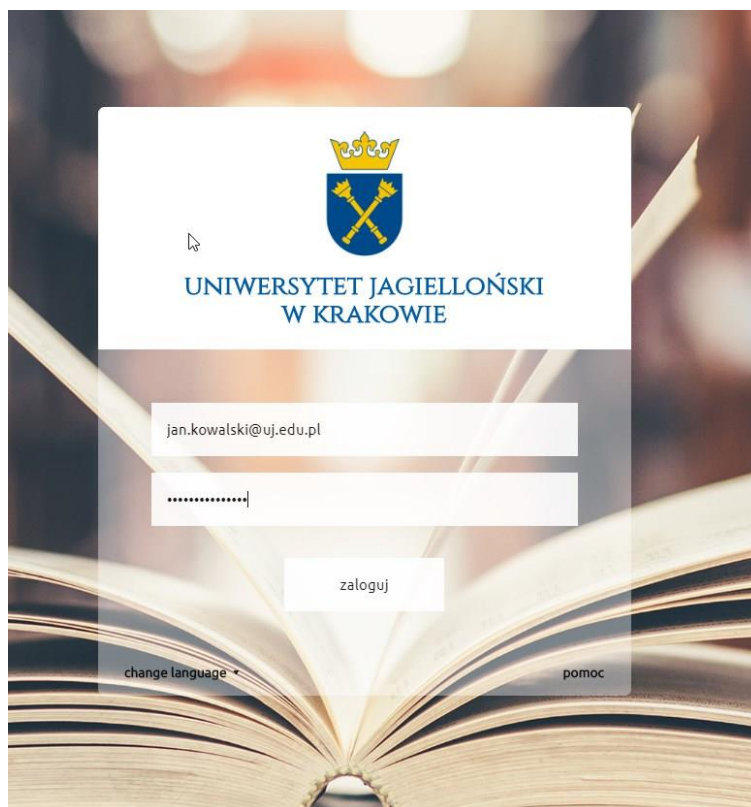 UNIWERSYTET JAGIELLOŃSKI
W KRAKOWIE
jan.kowalski@uj.edu.pl
•••••••••••••••
zaloguj
change language
pomoc